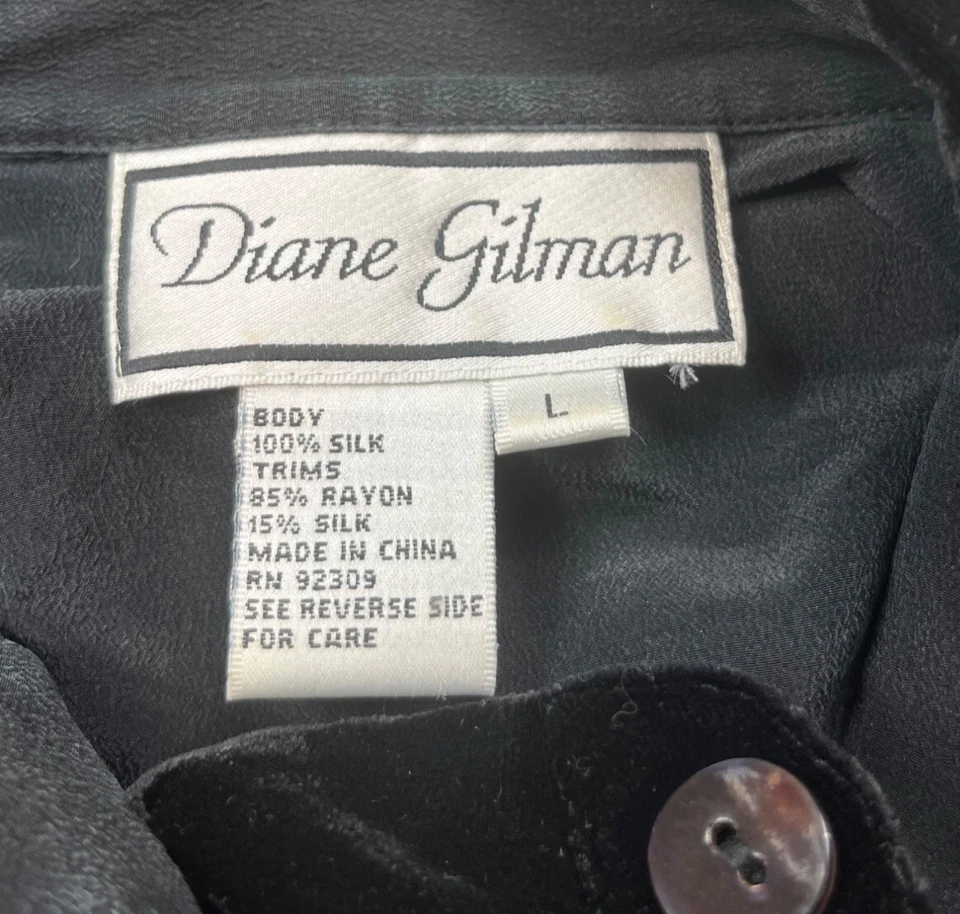 Diane Gilman
L
BODY
100% SILK
TRIMS
85% RAYON
15% SILK
MADE IN CHINA
RN 92309
SEE REVERSE SIDE
FOR CARE